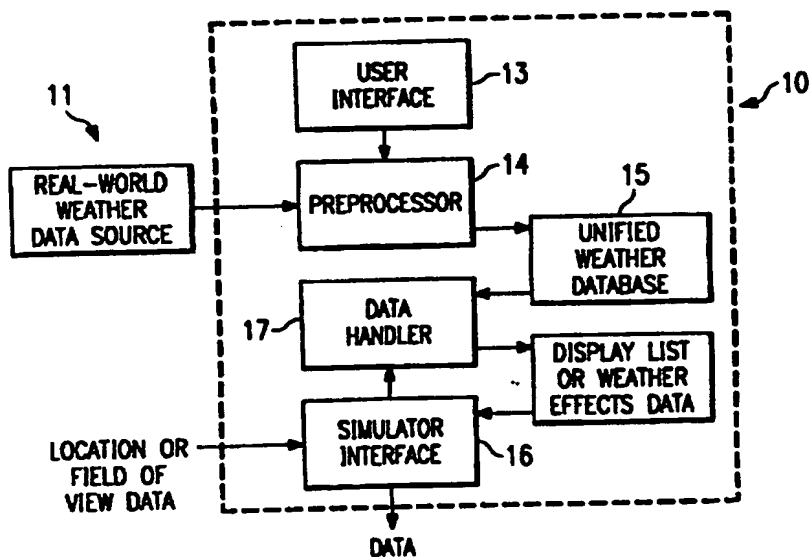 USER
INTERFACE
13
10
11
REAL-WORLD
WEATHER
DATA SOURCE
14
PREPROCESSOR
15
UNIFIED
WEATHER
DATABASE
17
DATA
HANDLER
DISPLAY LIST
OR WEATHER
EFFECTS DATA
LOCATION OR
FIELD OF
VIEW DATA
SIMULATOR
INTERFACE
16
DATA